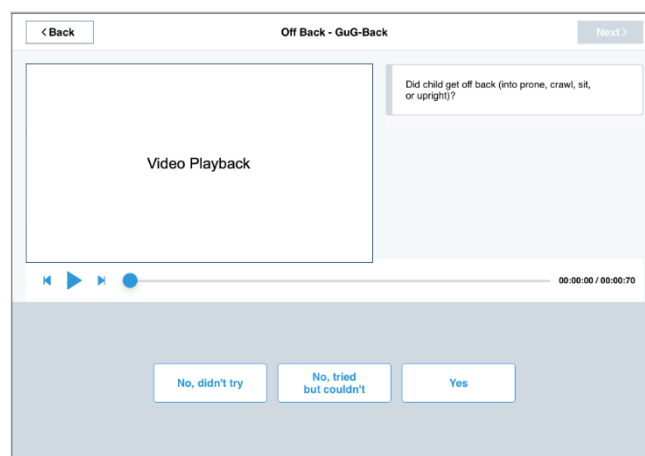 < Back
Off Back - GuG-Back
Next >
Did child get off back (into prone, crawl, sit,
or upright)?
Video Playback
00:00:00 / 00:00:70
No, didn't try
No, tried
but couldn't
Yes